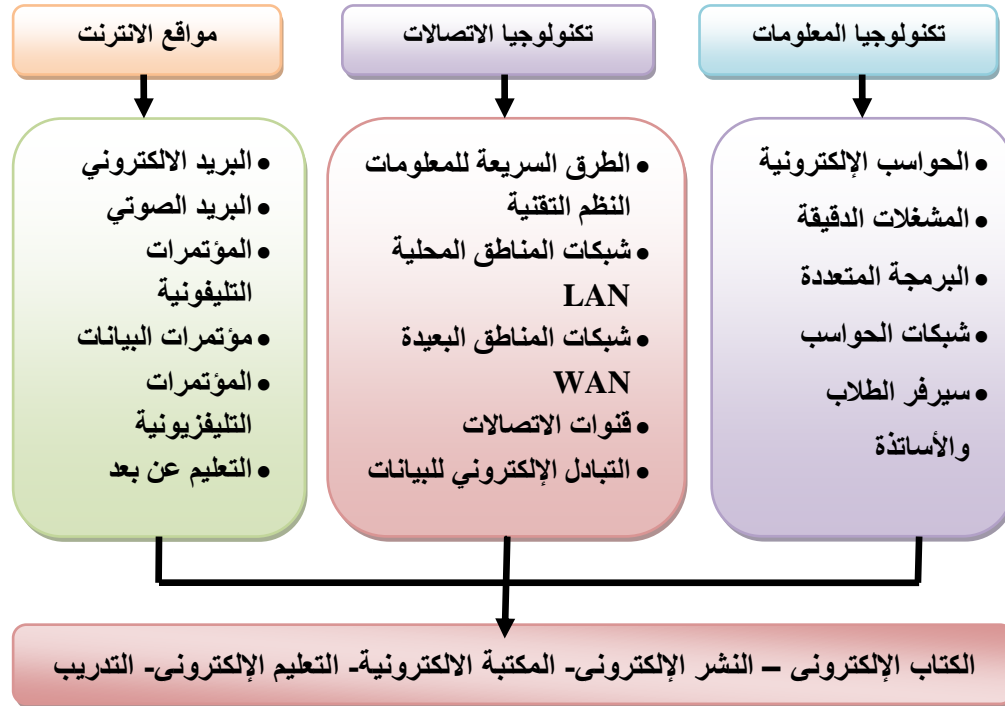 تكنولوجيا المعلومات
تكنولوجيا الاتصالات
مواقع الانترنت
• الحواسب الإلكترونية
• المشغلات الدقيقة
• البرمجة المتعددة
• شبكات الحواسب
• سيرفر الطلاب
والأساتذة
• الطرق السريعة للمعلومات
النظم التقنية
• شبكات المناطق المحلية
LAN
• شبكات المناطق البعيدة
WAN
• قنوات الاتصالات
• التبادل الإلكتروني للبيانات
• البريد الالكتروني
• البريد الصوتي
• المؤتمرات
التليفونية
• مؤتمرات البيانات
• المؤتمرات
التليفزيونية
• التعليم عن بعد
الكتاب الإلكترونى – النشر الإلكترونى- المكتبة الالكترونية- التعليم الإلكترونى- التدريب